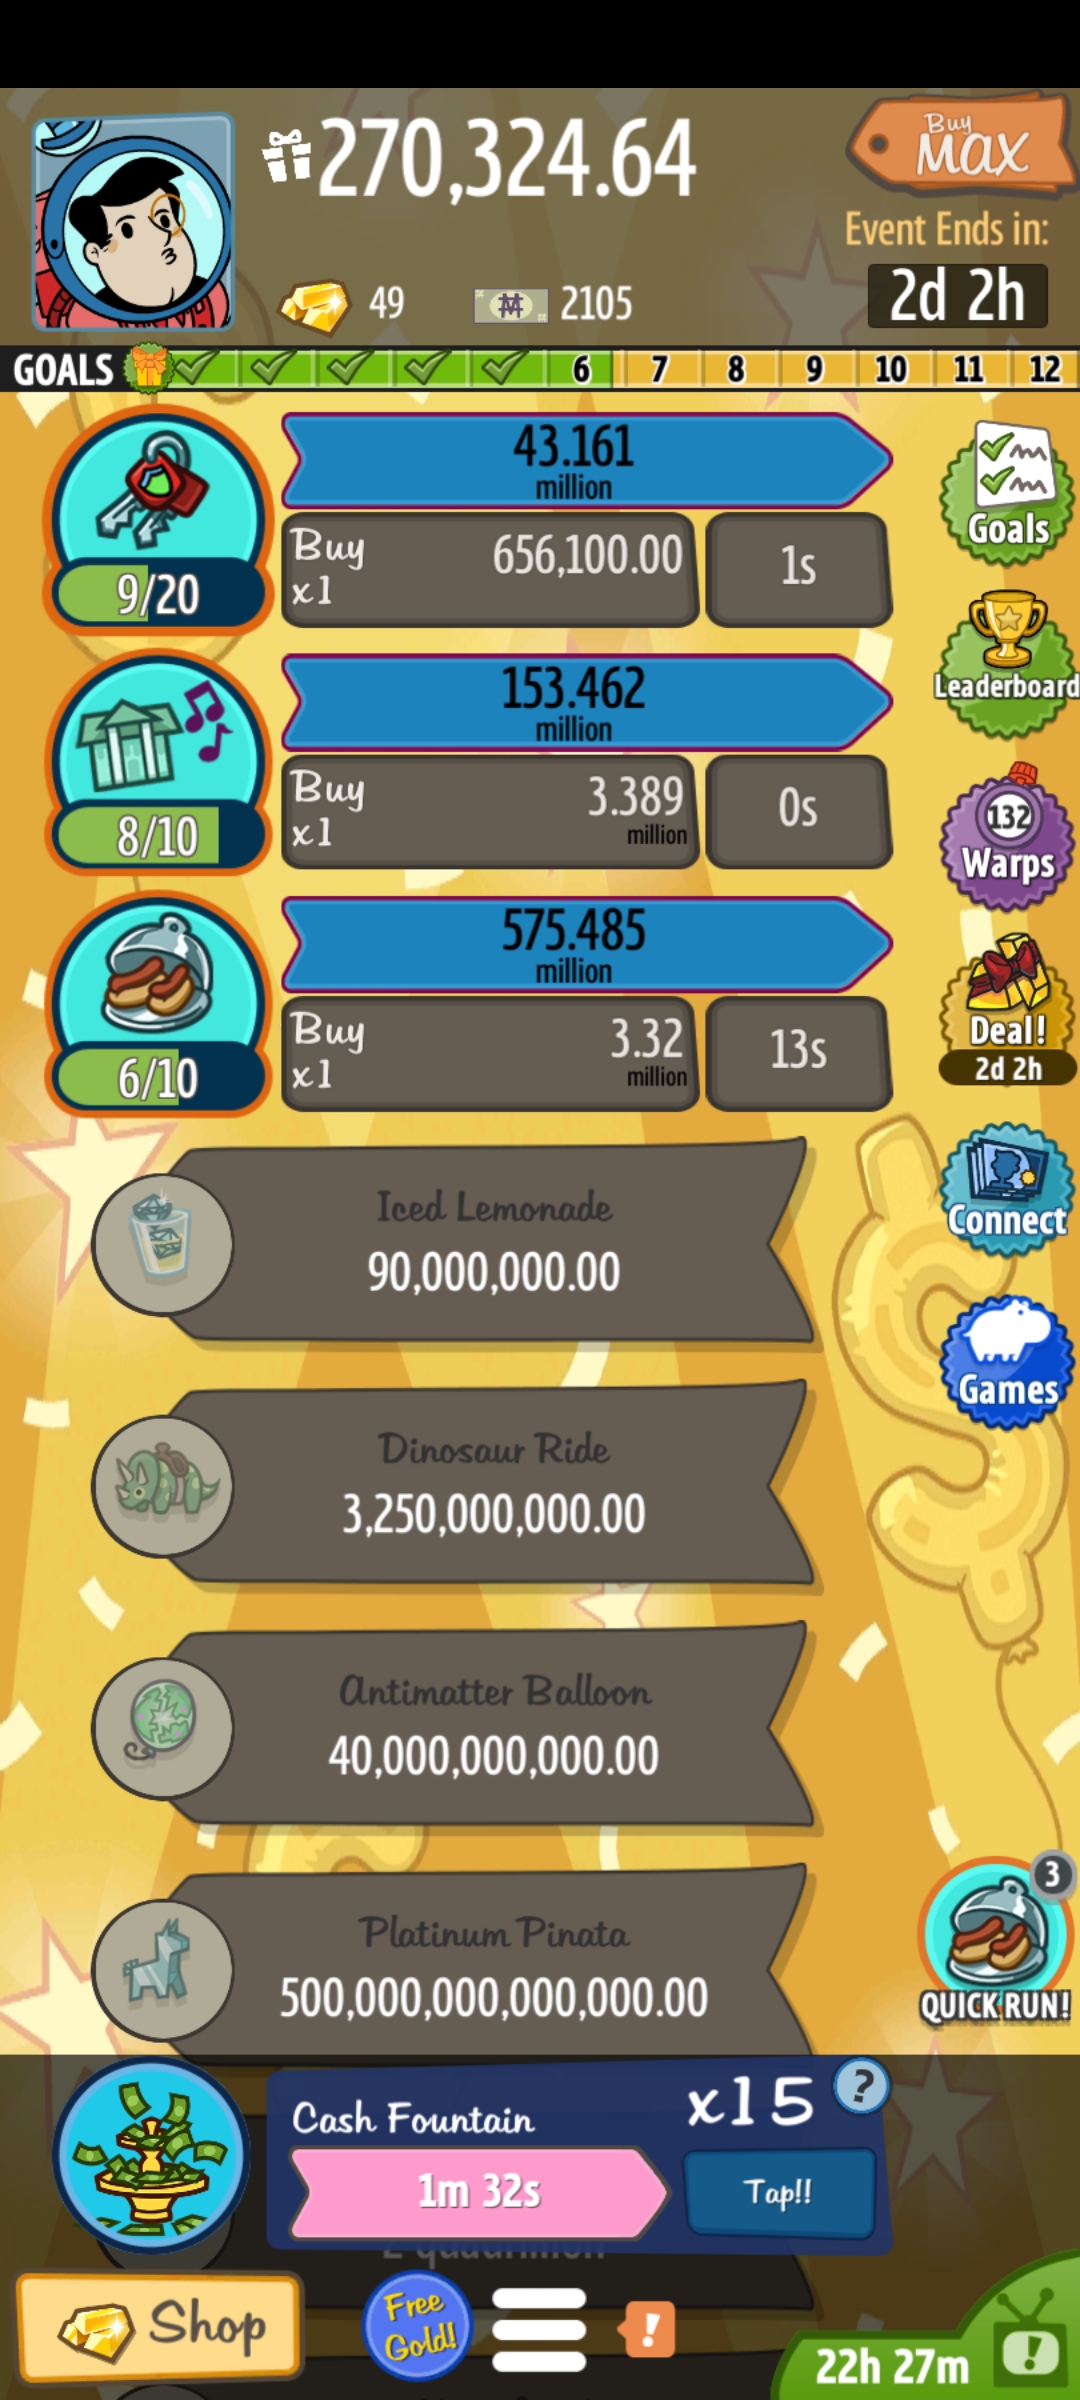 270,324.64
Buy
MAX
Event Ends in:
49
2105
2d 2h
GOALS
6 7 8 9 10 11 12
43.161
million
9/20
Buy
x1
656,100.00
1s
Goals
Leaderboard
153.462
million
8/10
Buy
x1
3.389
million
0s
132
Warps
575.485
million
6/10
Buy
x1
3.32
million
13s
Deal!
2d 2h
Iced Lemonade
90,000,000.00
Connect
Games
Dinosaur Ride
3,250,000,000.00
Antimatter Balloon
40,000,000,000.00
Platinum Pinata
500,000,000,000,000.00
3
QUICK RUN!
Cash Fountain
x15
?
1m 32s
Tap!!
2 quadrillion
Shop
Free
Gold!
!
22h 27m
!